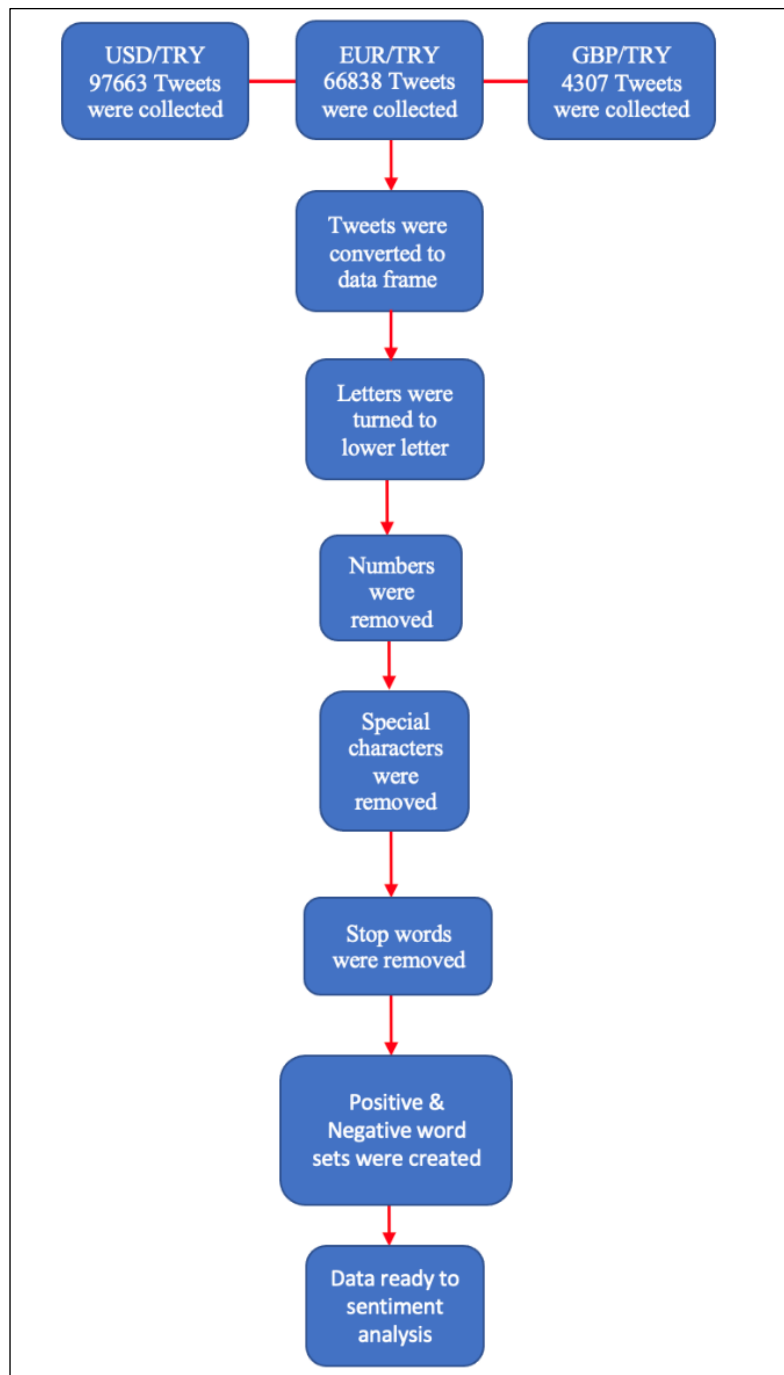 USD/TRY
97663 Tweets
were collected
EUR/TRY
66838 Tweets
were collected
GBP/TRY
4307 Tweets
were collected
Tweets were
converted to
data frame
Letters were
turned to
lower letter
Numbers
were
removed
Special
characters
were
removed
Stop words
were removed
Positive &
Negative word
sets were created
Data ready to
sentiment
analysis